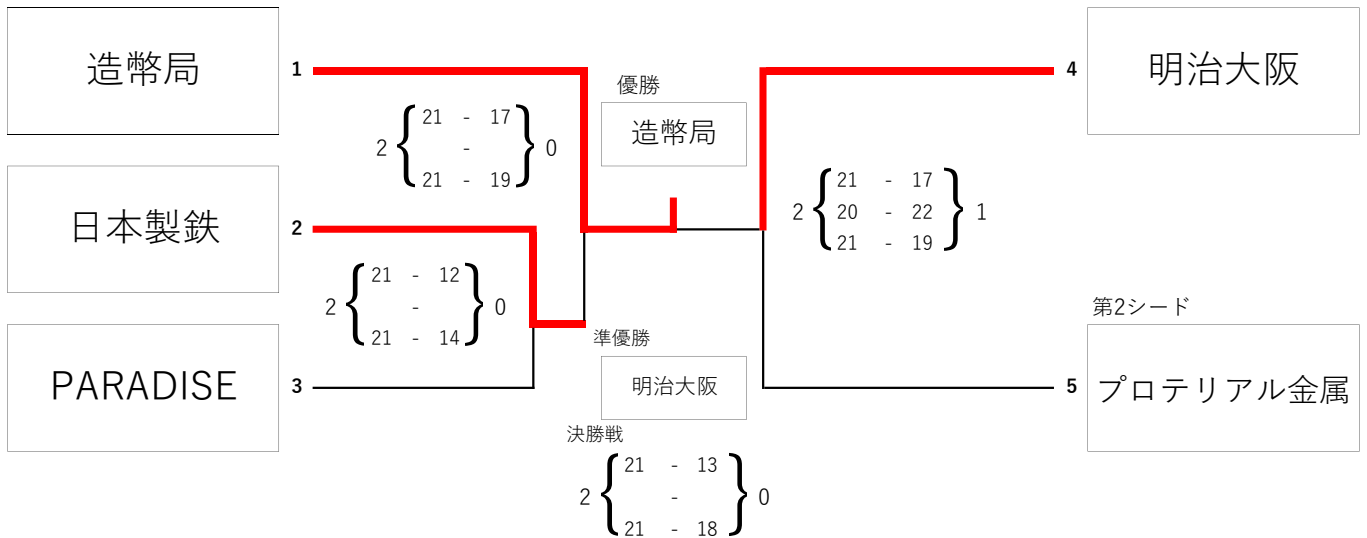 造幣局
1
4
明治大阪
優勝
造幣局
2 { 21 - 17 } 0
-
21 - 19
日本製鉄
2
2 { 21 - 17 } 1
20 - 22
21 - 19
2 { 21 - 12 } 0
-
21 - 14
第2シード
PARADISE
3
準優勝
明治大阪
5
プロテリアル金属
決勝戦
2 { 21 - 13 } 0
-
21 - 18